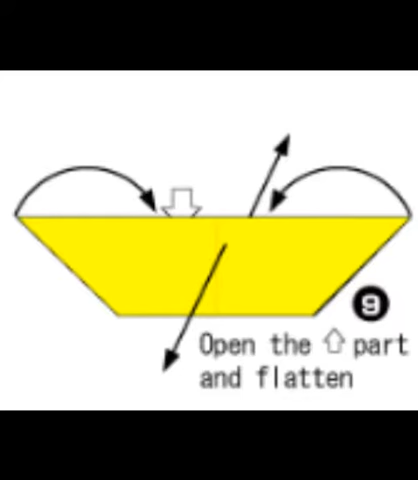 9
Open the ⇧ part
and flatten